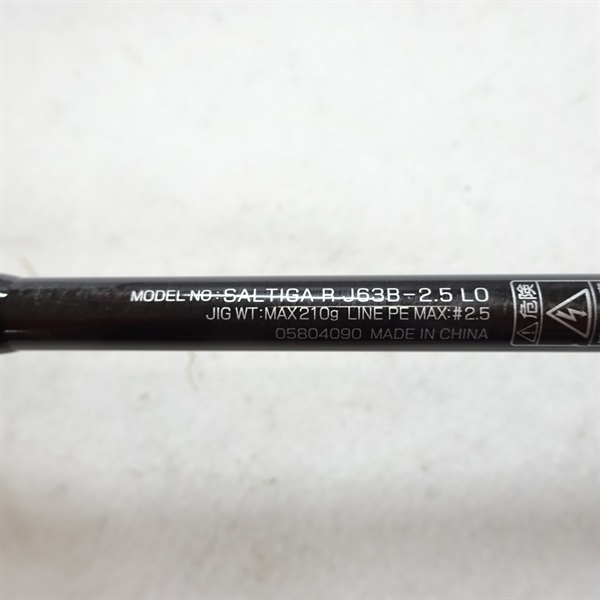 MODEL NO: SALTIGA R J63B-2.5 LO
JIG WT:MAX210g LINE PE MAX:#2.5
05804090 MADE IN CHINA
危険